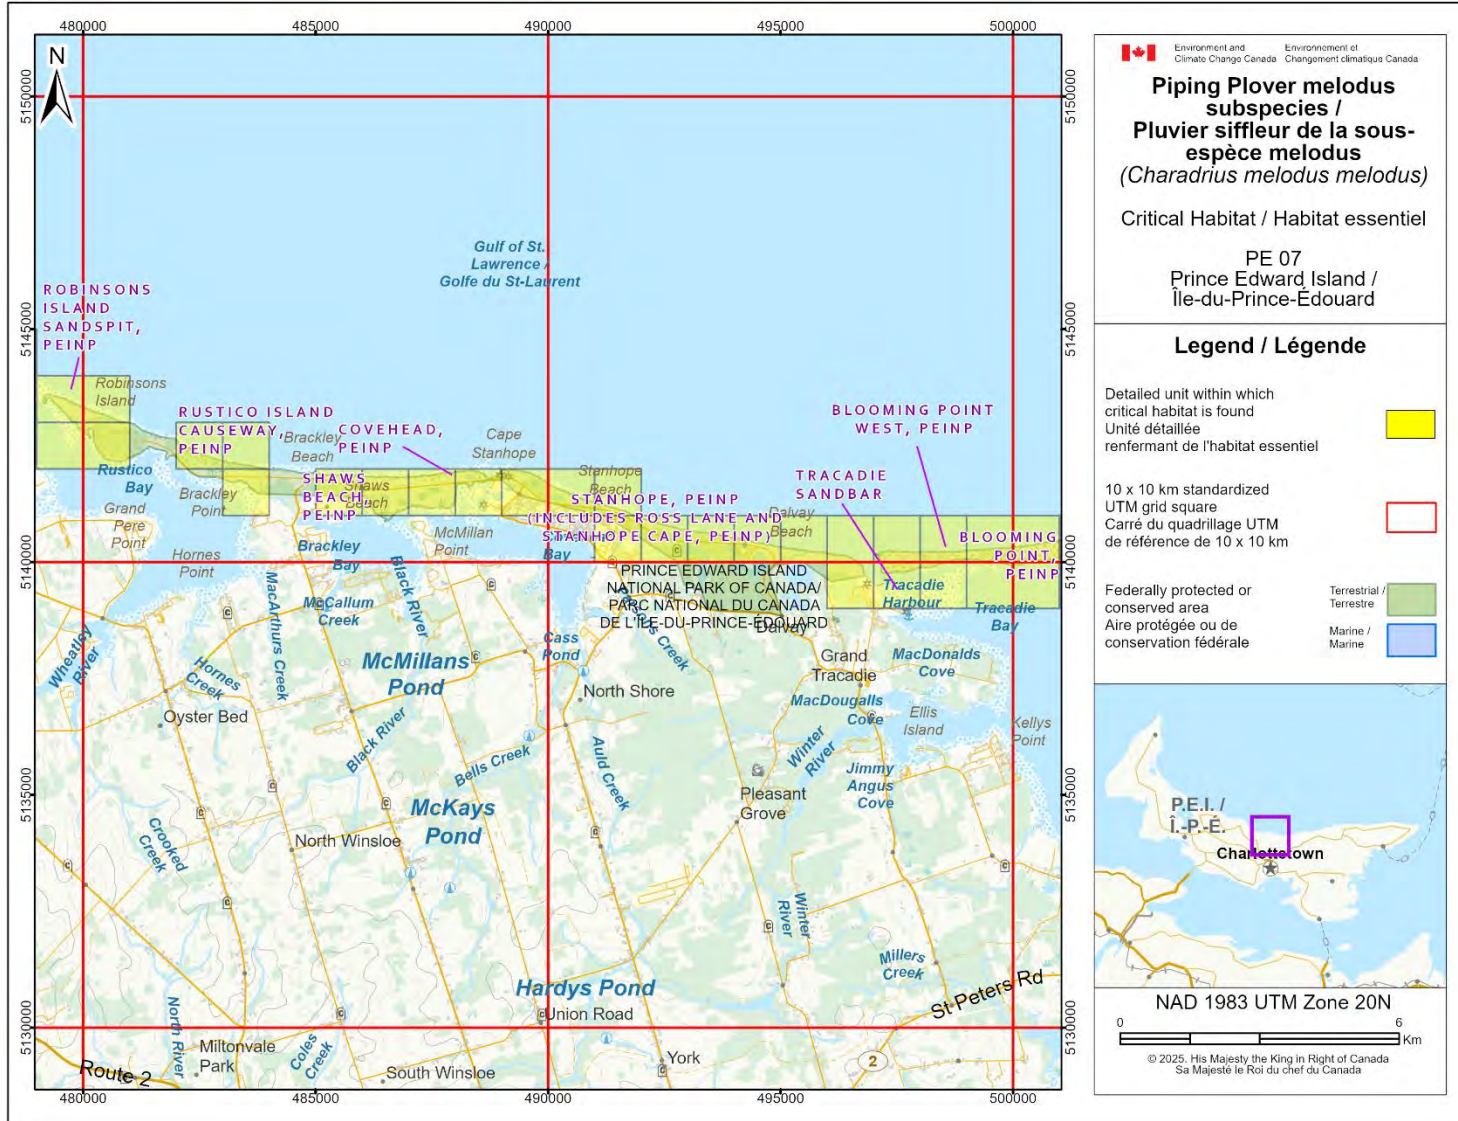 480000
485000
490000
495000
500000
N
5150000
5150000
Gulf of St.
Lawrence /
Golfe du St-Laurent
ROBINSONS
ISLAND
SANDSPIT,
PEINP
5145000
5145000
Robinsons
Island
RUSTICO ISLAND
CAUSEWAY,
PEINP
Brackley
Beach
COVEHEAD,
PEINP
Cape
Stanhope
BLOOMING POINT
WEST, PEINP
Rustico
Bay
Brackley
Point
SHAWS
BEACH,
PEINP
Shaws
Beach
Stanhope
Beach
TRACADIE
SANDBAR
STANHOPE, PEINP
(INCLUDES ROSS LANE AND
STANHOPE CAPE, PEINP)
Dalvay
Beach
Grand
Pere
Point
Hornes
Point
Brackley
Bay
McMillan
Point
Bay
BLOOMING
POINT,
PEINP
5140000
5140000
PRINCE EDWARD ISLAND
NATIONAL PARK OF CANADA/
PARC NATIONAL DU CANADA
DE L'ÎLE-DU-PRINCE-ÉDOUARD
Black River
MacArthurs Creek
McCallum
Creek
Creek
Dalvay
Tracadie
Harbour
Tracadie
Bay
Wheatley
River
Hornes
Creek
McMillans
Pond
Cass
Pond
Grand
Tracadie
MacDonalds
Cove
North Shore
MacDougalls
Cove
Oyster Bed
Black River
Ellis
Island
Kellys
Point
Bells Creek
Auld Creek
Winter
River
Jimmy
Angus
Cove
5135000
5135000
McKays
Pond
Pleasant
Grove
Crooked
Creek
North Winsloe
Winter
River
Millers
Creek
Hardys Pond
Union Road
St Peters Rd
5130000
5130000
North River
Miltonvale
Park
Coles
Creek
York
2
Route 2
South Winsloe
480000
485000
490000
495000
500000
Environment and
Climate Change Canada
Environnement et
Changement climatique Canada
Piping Plover melodus
subspecies /
Pluvier siffleur de la sous-
espèce melodus
(Charadrius melodus melodus)
Critical Habitat / Habitat essentiel
PE 07
Prince Edward Island /
Île-du-Prince-Édouard
Legend / Légende
Detailed unit within which
critical habitat is found
Unité détaillée
renfermant de l'habitat essentiel
10 x 10 km standardized
UTM grid square
Carré du quadrillage UTM
de référence de 10 x 10 km
Federally protected or
conserved area
Aire protégée ou de
conservation fédérale
Terrestrial /
Terrestre
Marine /
Marine
P.E.I. /
Î.-P.-É.
Charlottetown
NAD 1983 UTM Zone 20N
0
6
Km
© 2025. His Majesty the King in Right of Canada
Sa Majesté le Roi du chef du Canada